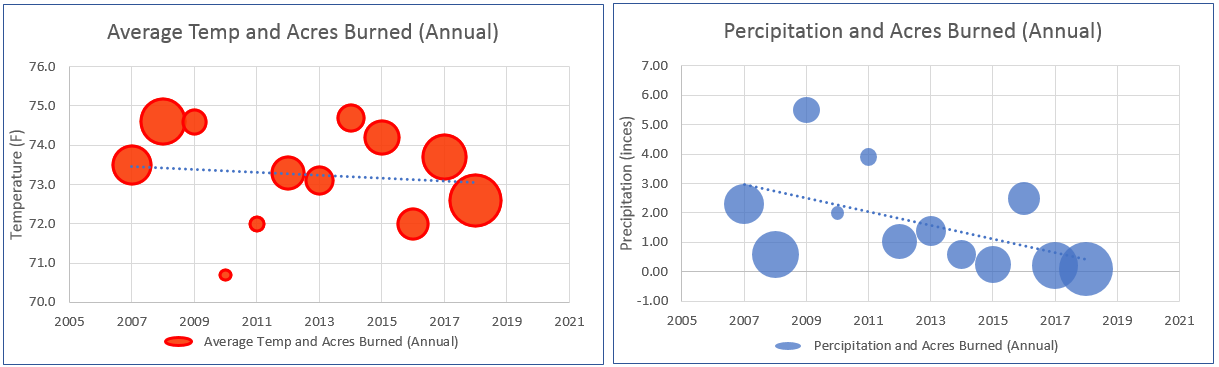 Average Temp and Acres Burned (Annual)
Temperature (F)
76.0
75.0
74.0
73.0
72.0
71.0
70.0
2005 2007 2009 2011 2013 2015 2017 2019 2021
Average Temp and Acres Burned (Annual)
Percipitation and Acres Burned (Annual)
Precipitation (inces)
7.00
6.00
5.00
4.00
3.00
2.00
1.00
0.00
-1.00
2005 2007 2009 2011 2013 2015 2017 2019 2021
Percipitation and Acres Burned (Annual)